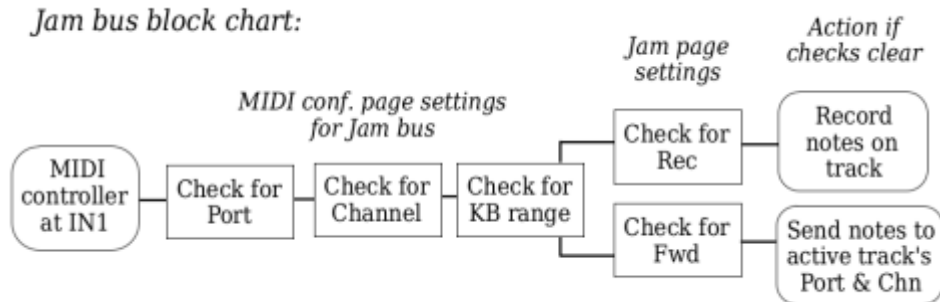 Jam bus block chart:
Action if
checks clear
Jam page
settings
MIDI conf. page settings
for Jam bus
MIDI
controller
at IN1
Check for
Port
Check for
Channel
Check for
KB range
Check for
Rec
Record
notes on
track
Check for
Fwd
Send notes to
active track's
Port & Chn